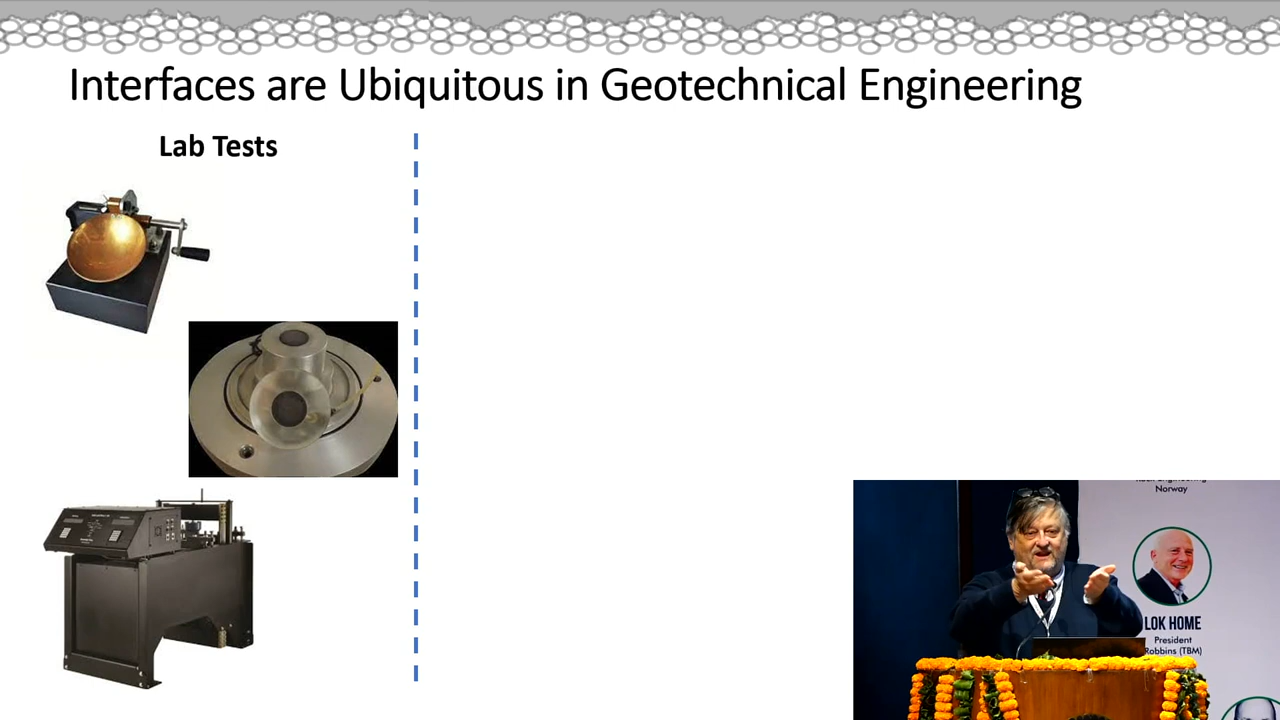 Interfaces are Ubiquitous in Geotechnical Engineering
Lab Tests
Norway
LOK HOME
President
Robbins (TBM)